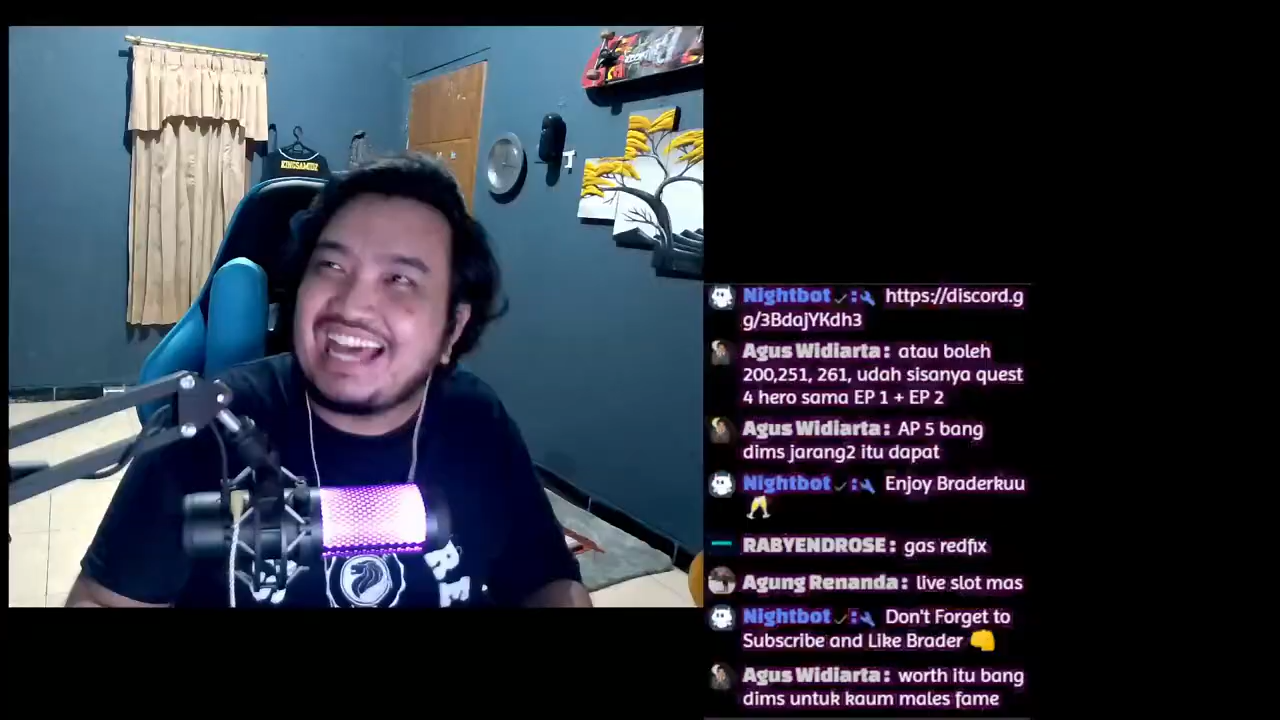 KINGSAMUX
RE
Nightbot : https://discord.g
g/3BdajYKdh3
Agus Widiarta : atau boleh
200,251, 261, udah sisanya quest
4 hero sama EP 1 + EP 2
Agus Widiarta : AP 5 bang
dims jarang2 itu dapat
Nightbot : Enjoy Braderkuu
🥂
RABYENDROSE : gas redfix
Agung Renanda : live slot mas
Nightbot : Don't Forget to
Subscribe and Like Brader 👊
Agus Widiarta : worth itu bang
dims untuk kaum males fame